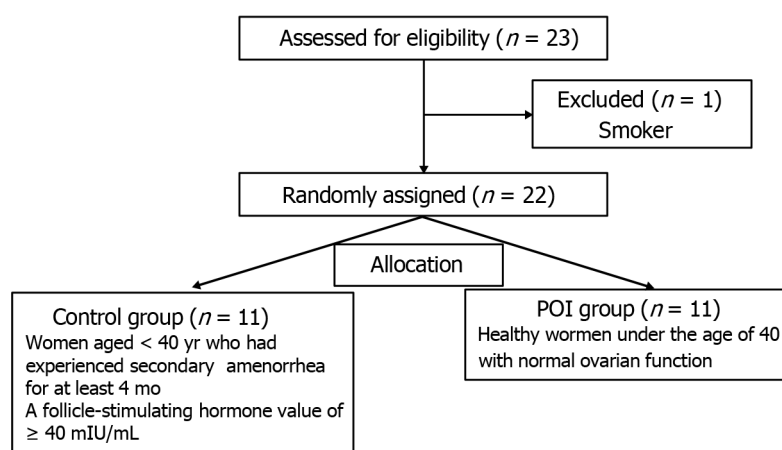 Assessed for eligibility (n = 23)
Excluded (n = 1)
Smoker
Randomly assigned (n = 22)
Allocation
Control group (n = 11)
Women aged < 40 yr who had
experienced secondary amenorrhea
for at least 4 mo
A follicle-stimulating hormone value of
≥ 40 mIU/mL
POI group (n = 11)
Healthy wormen under the age of 40
with normal ovarian function